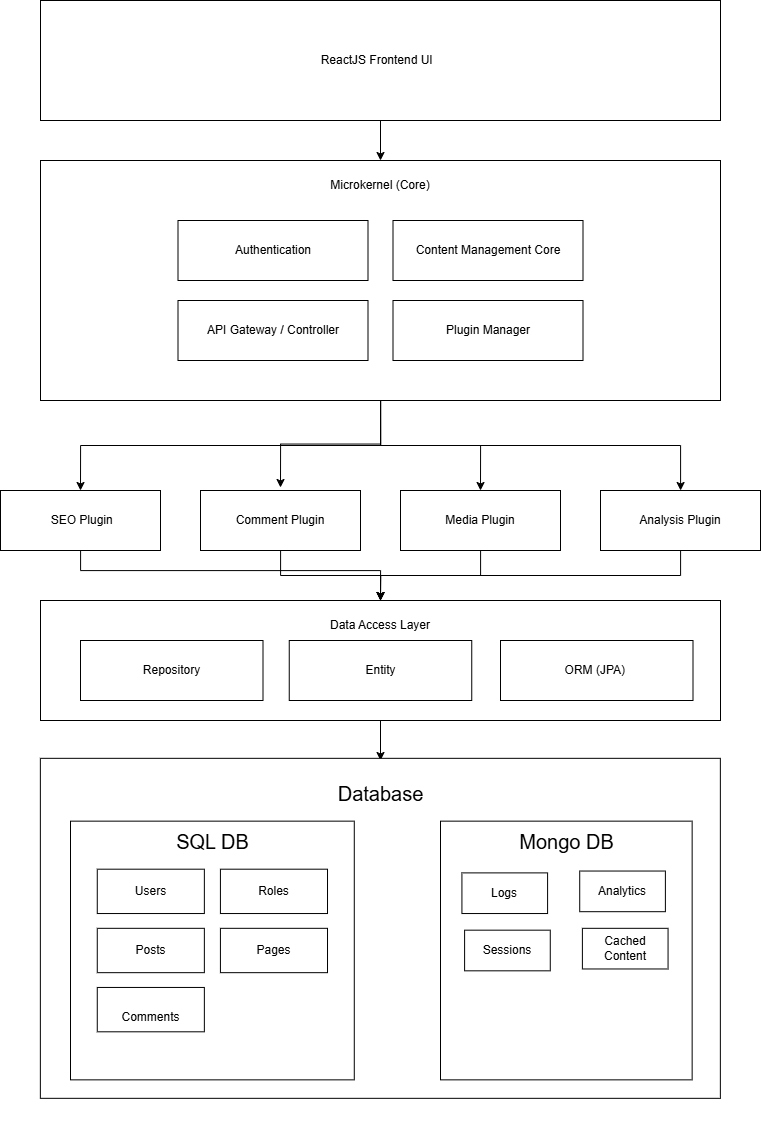 ReactJS Frontend UI
Microkernel (Core)
Authentication
Content Management Core
API Gateway / Controller
Plugin Manager
SEO Plugin
Comment Plugin
Media Plugin
Analysis Plugin
Data Access Layer
Repository
Entity
ORM (JPA)
Database
SQL DB
Users
Roles
Posts
Pages
Comments
Mongo DB
Logs
Analytics
Sessions
Cached
Content